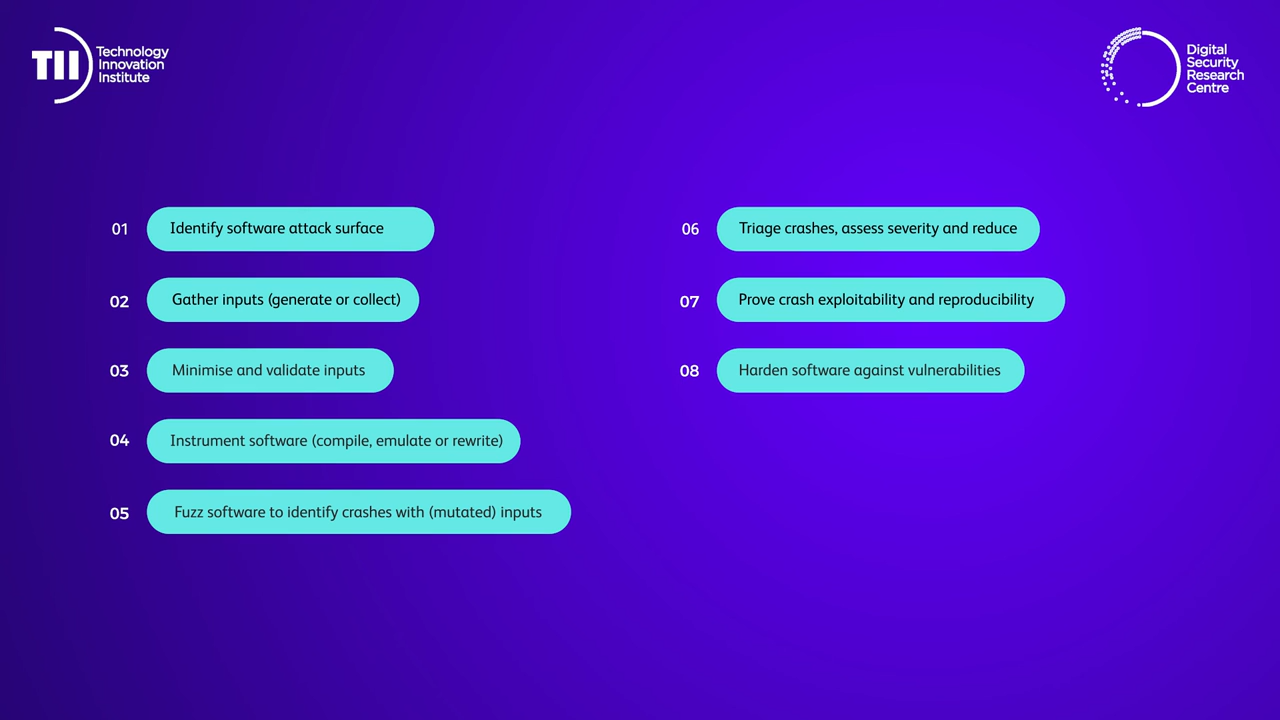 TII
Technology
Innovation
Institute
Digital
Security
Research
Centre
01
Identify software attack surface
02
Gather inputs (generate or collect)
03
Minimise and validate inputs
04
Instrument software (compile, emulate or rewrite)
05
Fuzz software to identify crashes with (mutated) inputs
06
Triage crashes, assess severity and reduce
07
Prove crash exploitability and reproducibility
08
Harden software against vulnerabilities